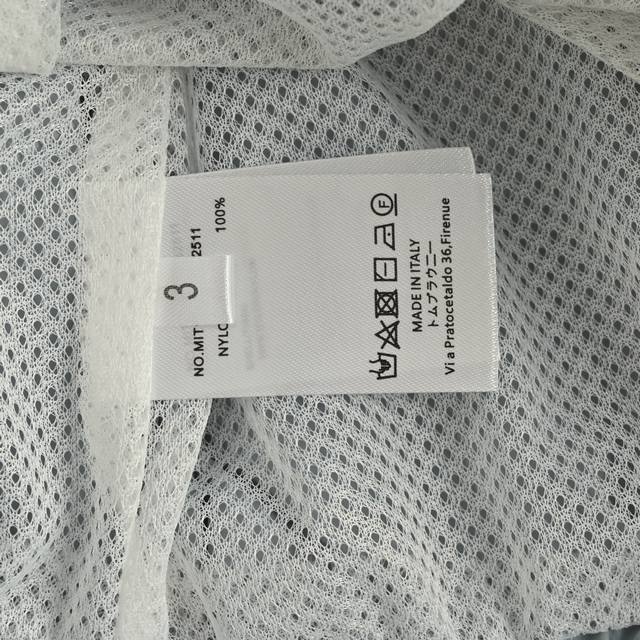 3
NO.MIT 2511
NYLO 100%
F
MADE IN ITALY
トムブラウニー
Vi a Pratocetaldo 36,Firenue